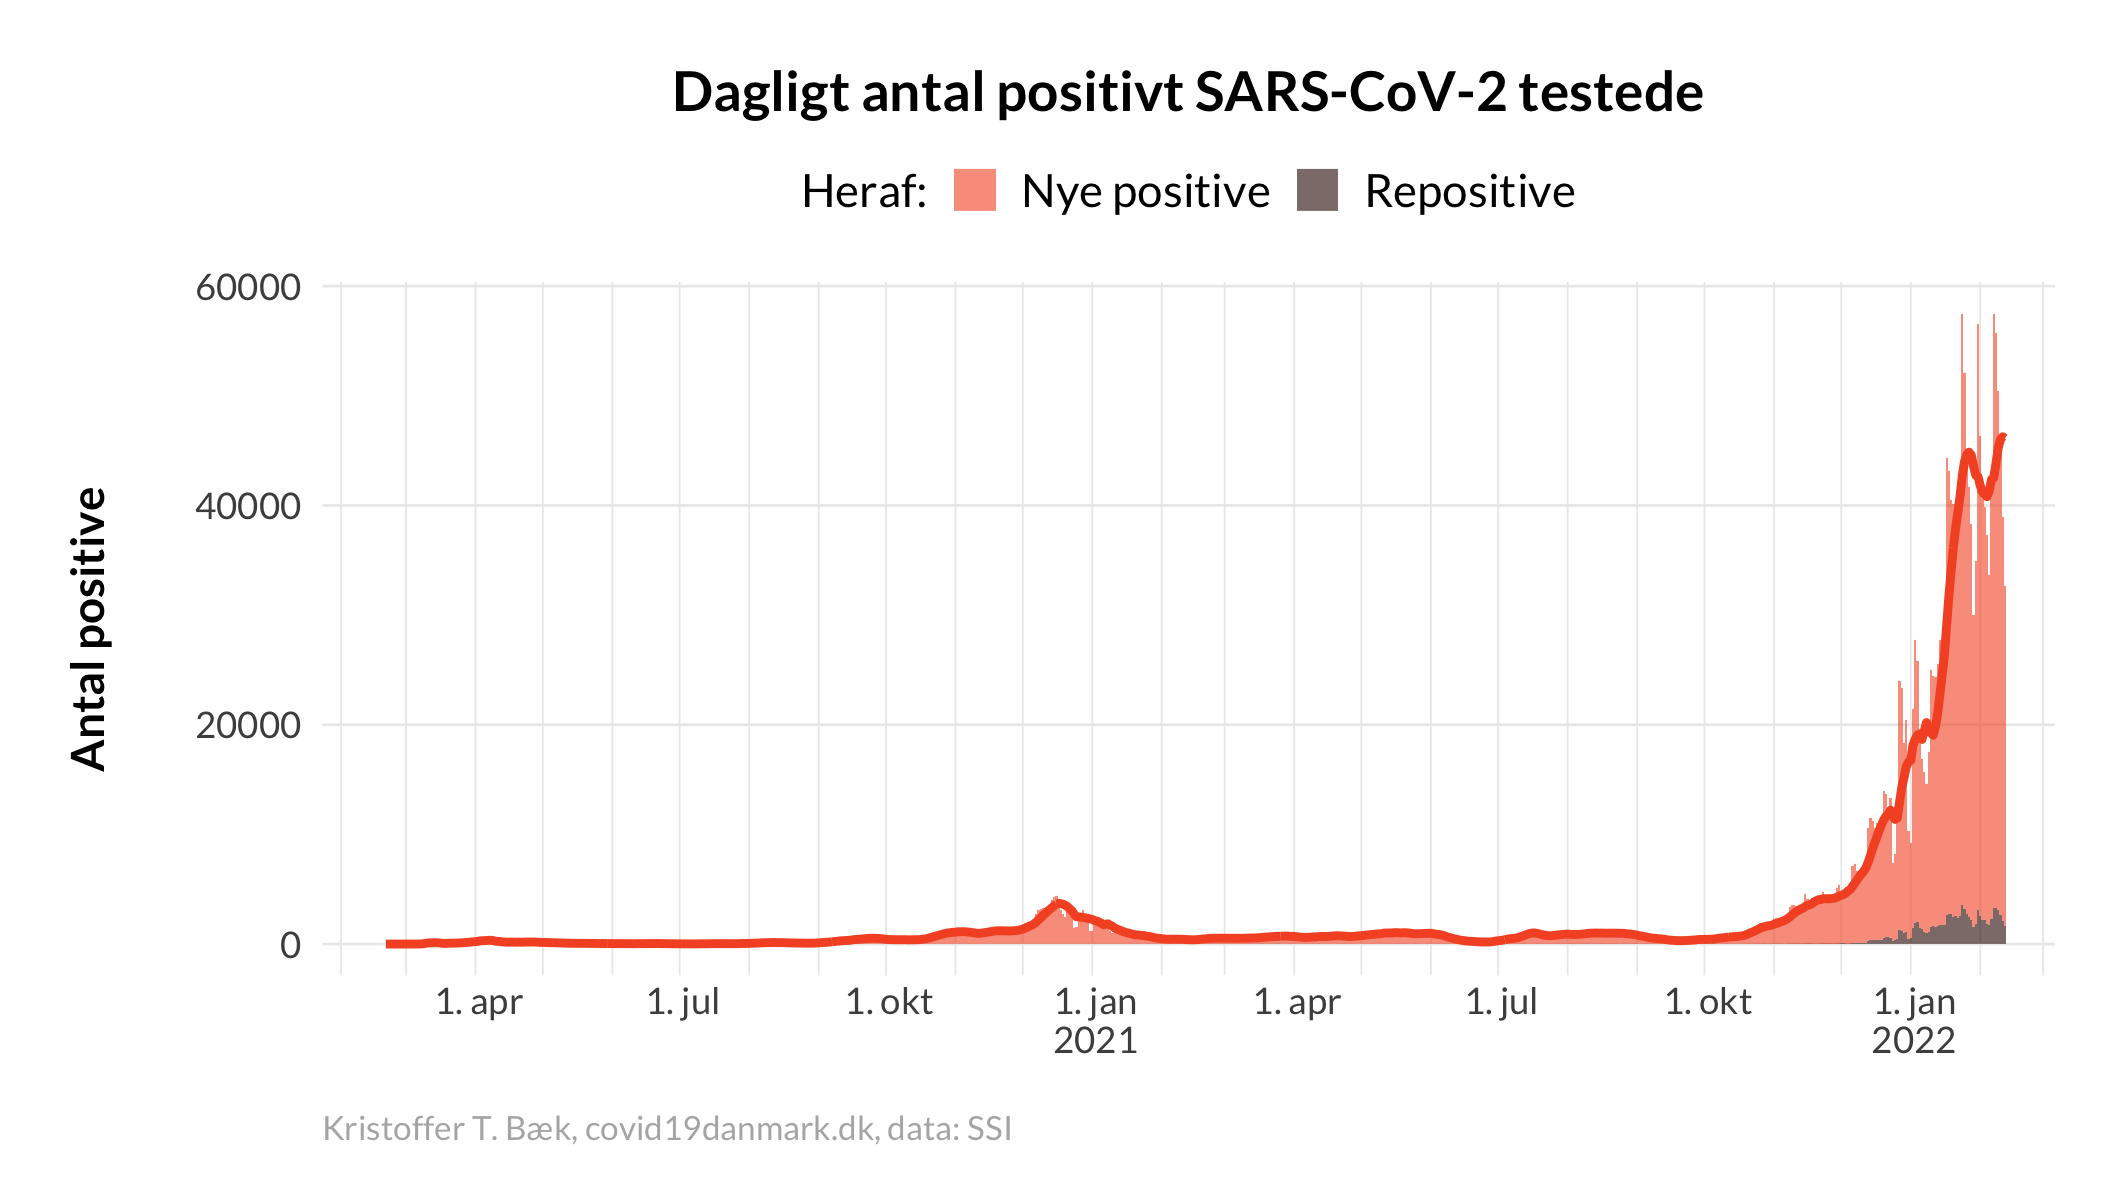 Dagligt antal positivt SARS-CoV-2 testede
Heraf: Nye positive Repositive
Antal positive
60000
40000
20000
0
1. apr 1. jul 1. okt 1. jan 1. apr 1. jul 1. okt 1. jan
2021 2022
Kristoffer T. Bæk, covid19danmark.dk, data: SSI